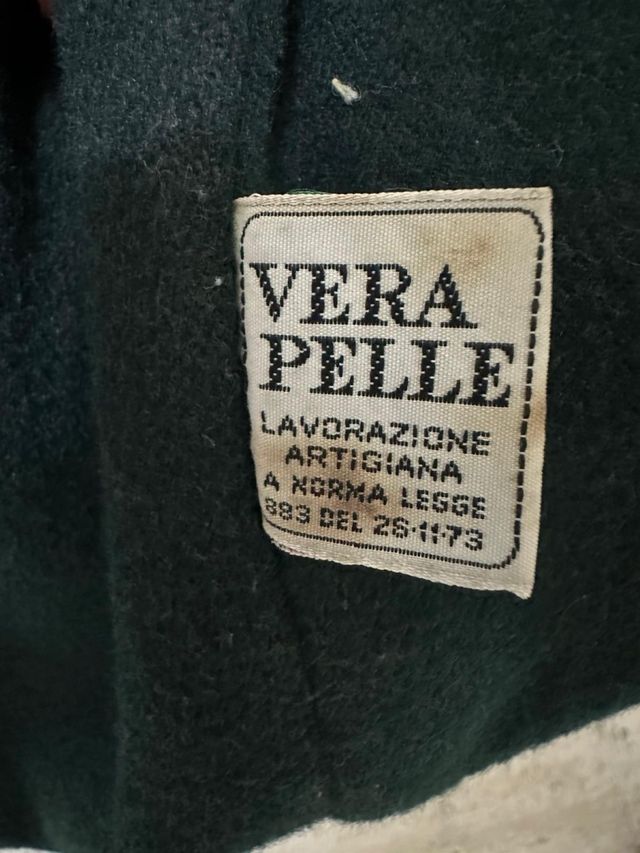 VERA
PELLE
LAVORAZIONE
ARTIGIANA
A NORMA LEGGE
883 DEL 26·11·73